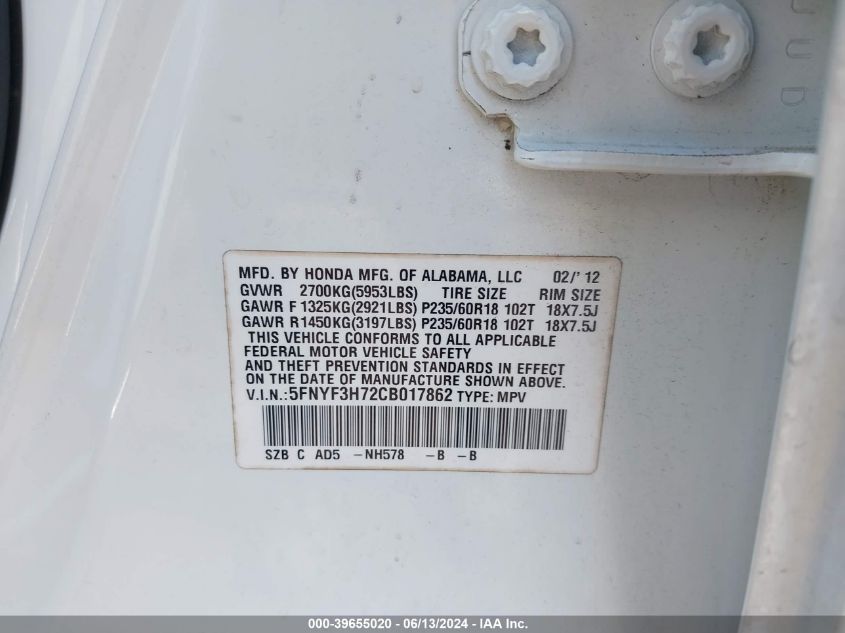 MFD. BY HONDA MFG. OF ALABAMA, LLC 02/' 12
GVWR 2700KG(5953LBS) TIRE SIZE RIM SIZE
GAWR F 1325KG(2921LBS) P235/60R18 102T 18X7.5J
GAWR R1450KG(3197LBS) P235/60R18 102T 18X7.5J
THIS VEHICLE CONFORMS TO ALL APPLICABLE
FEDERAL MOTOR VEHICLE SAFETY
AND THEFT PREVENTION STANDARDS IN EFFECT
ON THE DATE OF MANUFACTURE SHOWN ABOVE.
V.I.N.:5FNYF3H72CB017862 TYPE: MPV
SZB C AD5 -NH578 -B -B
000-39655020 - 06/13/2024 - IAA Inc.